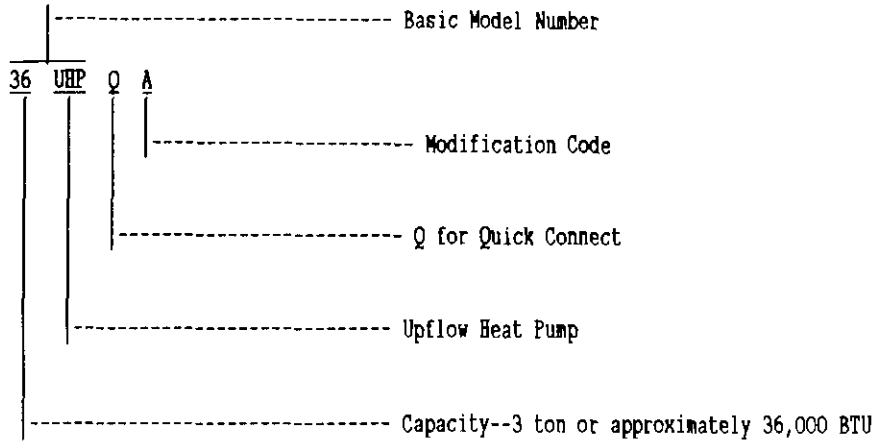 Basic Model Number
36 UHP Q A
Modification Code
Q for Quick Connect
Upflow Heat Pump
Capacity--3 ton or approximately 36,000 BTU